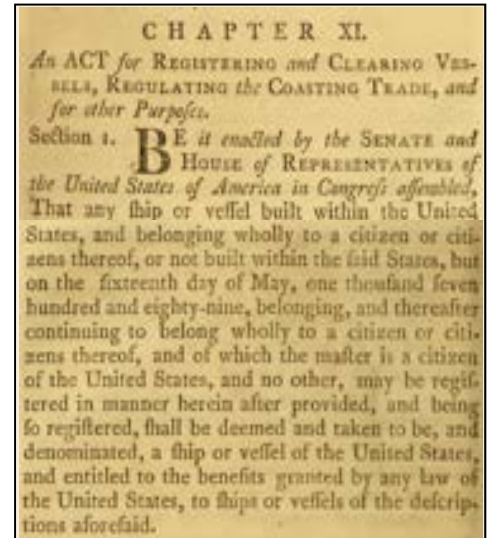 CHAPTER XI.
An ACT for REGISTERING and CLEARING VES-
SELS, REGULATING the COASTING TRADE, and
for other Purpoſes.
Section 1. BE it enacted by the SENATE and
HOUSE of REPRESENTATIVES of
the United States of America in Congreſs aſſembled,
That any ſhip or veſſel built within the United
States, and belonging wholly to a citizen or citi-
zens thereof, or not built within the ſaid States, but
on the ſixteenth day of May, one thouſand ſeven
hundred and eighty-nine, belonging, and thereafter
continuing to belong wholly to a citizen or citi-
zens thereof, and of which the maſter is a citizen
of the United States, and no other, may be regiſ-
tered in manner herein after provided, and being
ſo regiſtered, ſhall be deemed and taken to be, and
denominated, a ſhip or veſſel of the United States,
and entitled to the benefits granted by any law of
the United States, to ſhips or veſſels of the deſcrip-
tions aforeſaid.